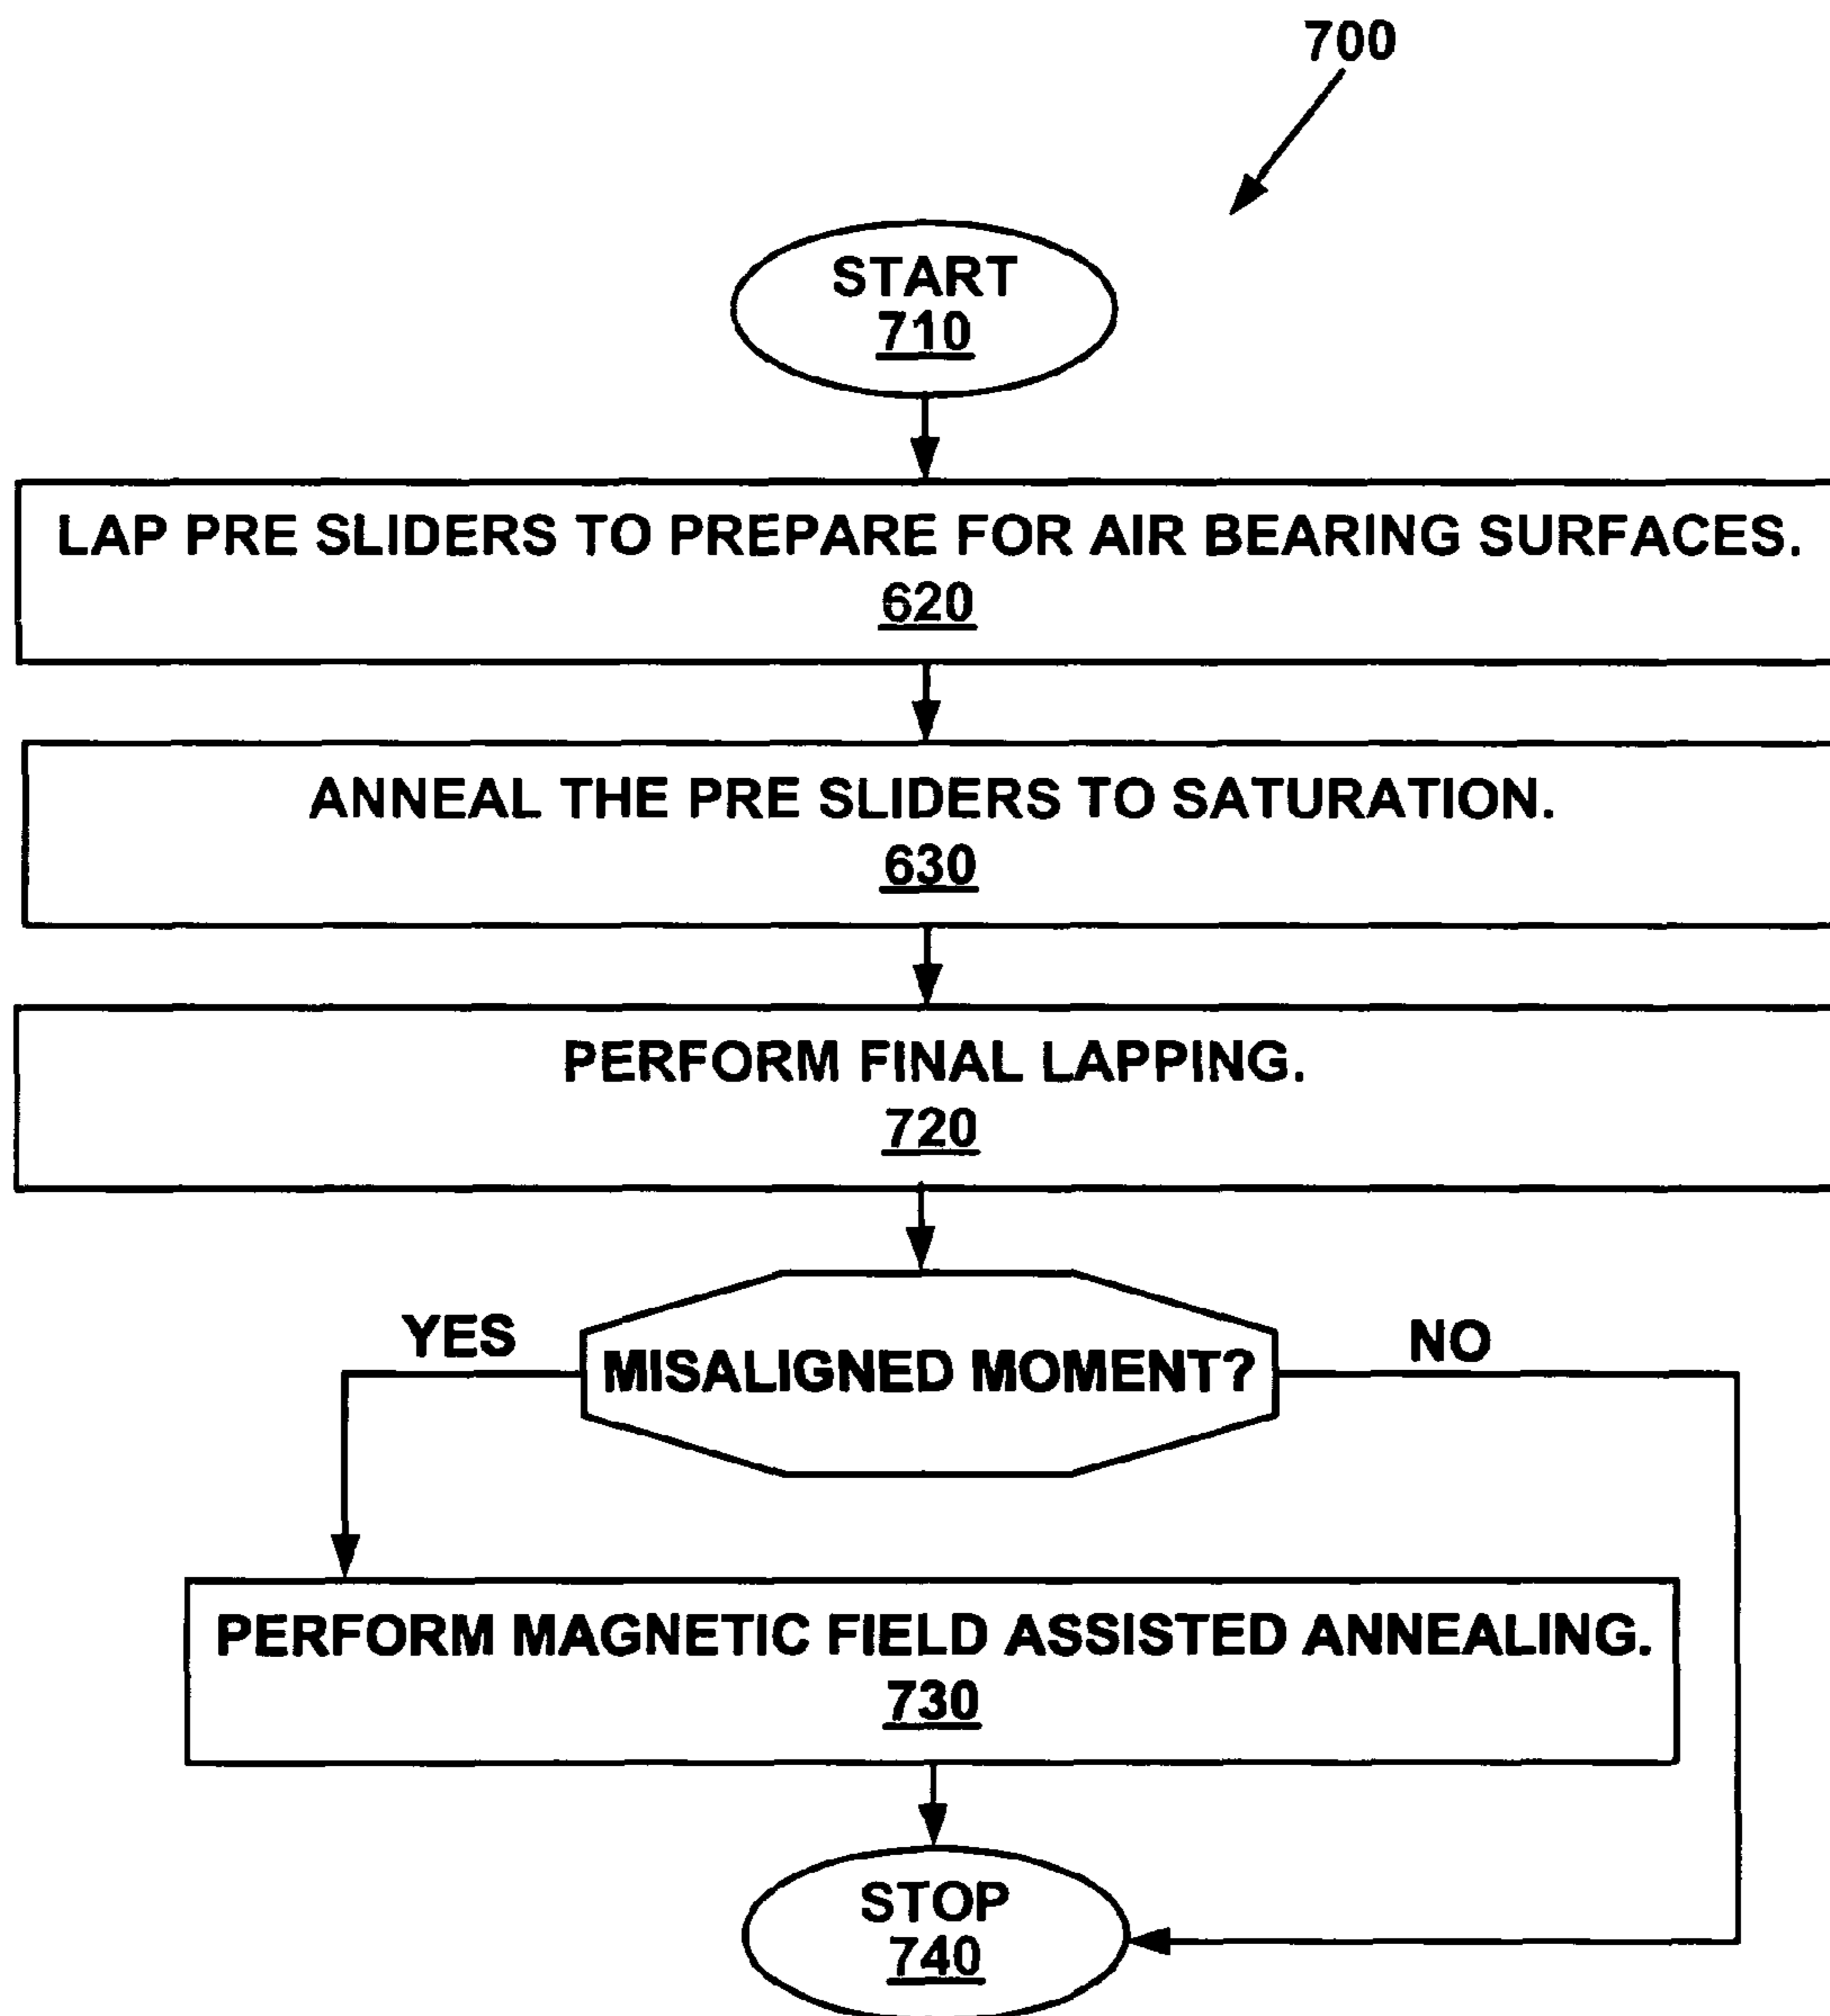 700
START
710
LAP PRE SLIDERS TO PREPARE FOR AIR BEARING SURFACES.
620
ANNEAL THE PRE SLIDERS TO SATURATION.
630
PERFORM FINAL LAPPING.
720
YES
MISALIGNED MOMENT?
NO
PERFORM MAGNETIC FIELD ASSISTED ANNEALING.
730
STOP
740